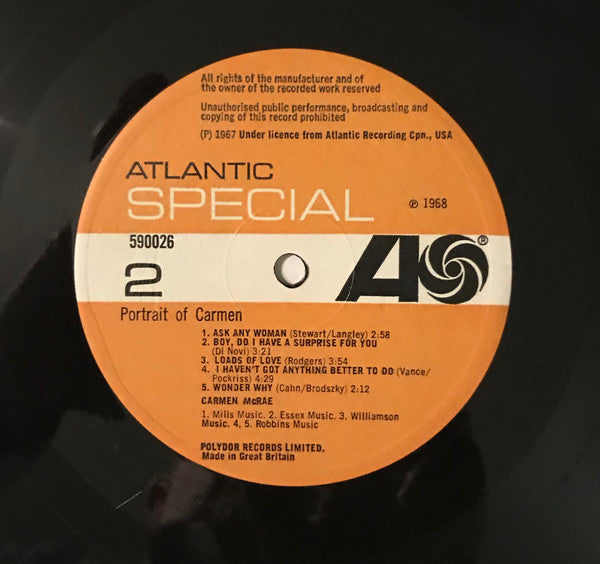 All rights of the manufacturer and of
the owner of the recorded work reserved
Unauthorised public performance, broadcasting and
copying of this record prohibited
(P) 1967 Under licence from Atlantic Recording Cpn., USA
ATLANTIC
SPECIAL
℗ 1968
590026
2
A®
Portrait of Carmen
1. ASK ANY WOMAN (Stewart/Langley) 2:58
2. BOY, DO I HAVE A SURPRISE FOR YOU
(Di Novi) 3:21
3. LOADS OF LOVE (Rodgers) 3:54
4. I HAVEN'T GOT ANYTHING BETTER TO DO (Vance/
Pockriss) 4:29
5. WONDER WHY (Cahn/Brodszky) 2:12
CARMEN McRAE
1. Mills Music. 2. Essex Music. 3. Williamson
Music. 4, 5. Robbins Music
POLYDOR RECORDS LIMITED.
Made in Great Britain